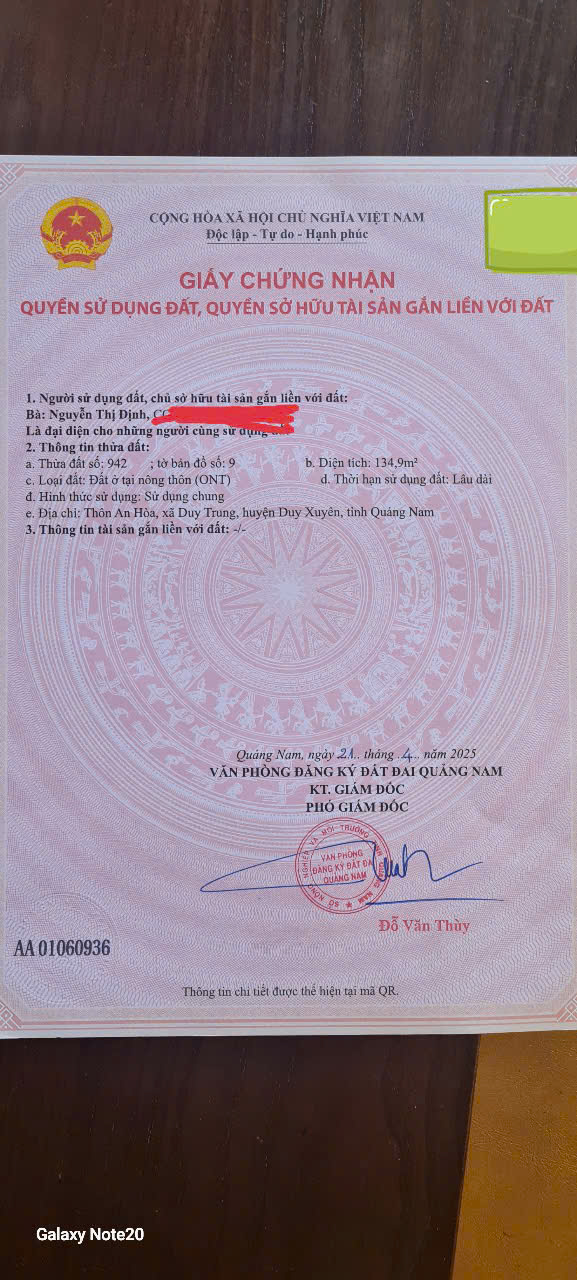 CỘNG HÒA XÃ HỘI CHỦ NGHĨA VIỆT NAM
Độc lập - Tự do - Hạnh phúc
GIẤY CHỨNG NHẬN
QUYỀN SỬ DỤNG ĐẤT, QUYỀN SỞ HỮU TÀI SẢN GẮN LIỀN VỚI ĐẤT
1. Người sử dụng đất, chủ sở hữu tài sản gắn liền với đất:
Bà: Nguyễn Thị Định,
Là đại diện cho những người cùng sử dụng đất
2. Thông tin thửa đất:
a. Thửa đất số: 942 ; tờ bản đồ số: 9 b. Diện tích: 134,9m²
c. Loại đất: Đất ở tại nông thôn (ONT) d. Thời hạn sử dụng đất: Lâu dài
đ. Hình thức sử dụng: Sử dụng chung
e. Địa chỉ: Thôn An Hòa, xã Duy Trung, huyện Duy Xuyên, tỉnh Quảng Nam
3. Thông tin tài sản gắn liền với đất: -/-
Quảng Nam, ngày 21 tháng 4 năm 2025
VĂN PHÒNG ĐĂNG KÝ ĐẤT ĐAI QUẢNG NAM
KT. GIÁM ĐỐC
PHÓ GIÁM ĐỐC
VĂN PHÒNG
ĐĂNG KÝ ĐẤT ĐAI
QUẢNG NAM
Đỗ Văn Thùy
AA 01060936
Thông tin chi tiết được thể hiện tại mã QR.
Galaxy Note20